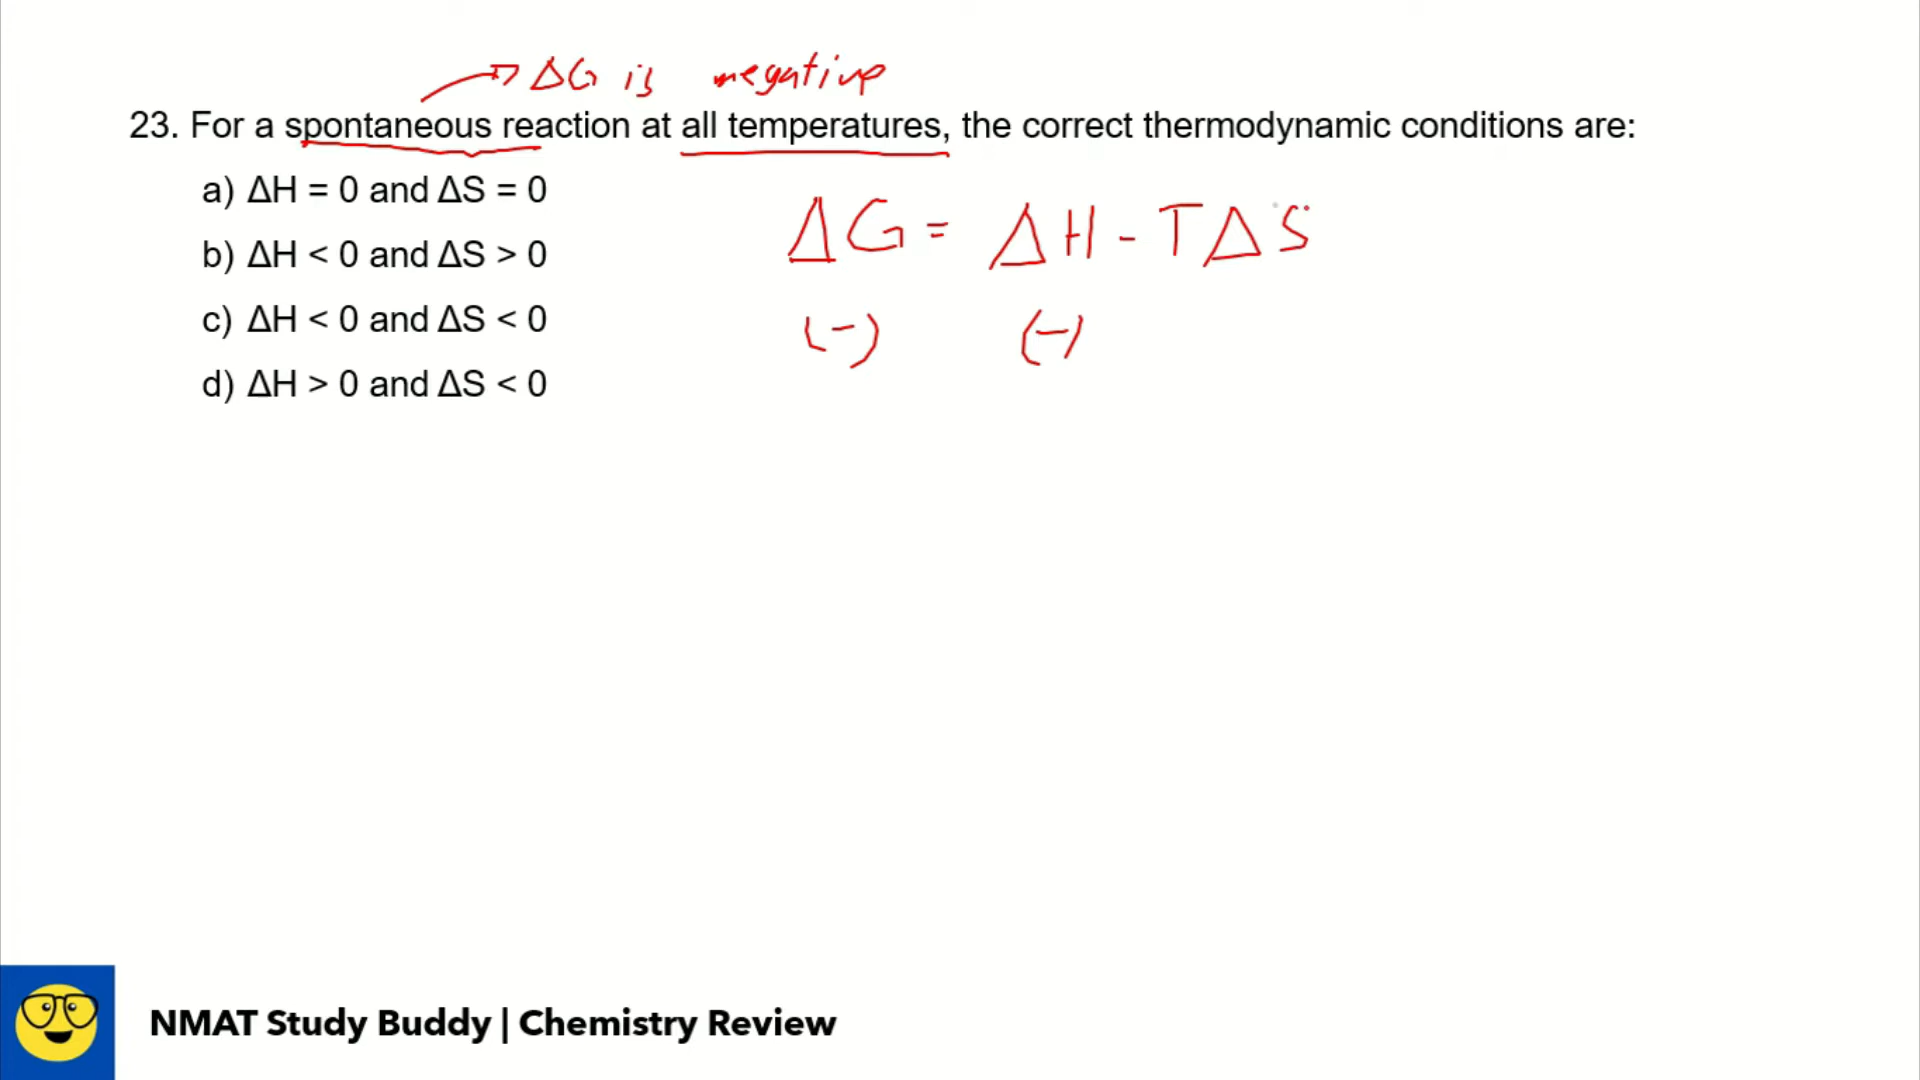 ΔG is negative
23. For a spontaneous reaction at all temperatures, the correct thermodynamic conditions are:
a) ΔH = 0 and ΔS = 0
b) ΔH < 0 and ΔS > 0
c) ΔH < 0 and ΔS < 0
d) ΔH > 0 and ΔS < 0
ΔG = ΔH - TΔS
(-) (-)
NMAT Study Buddy | Chemistry Review